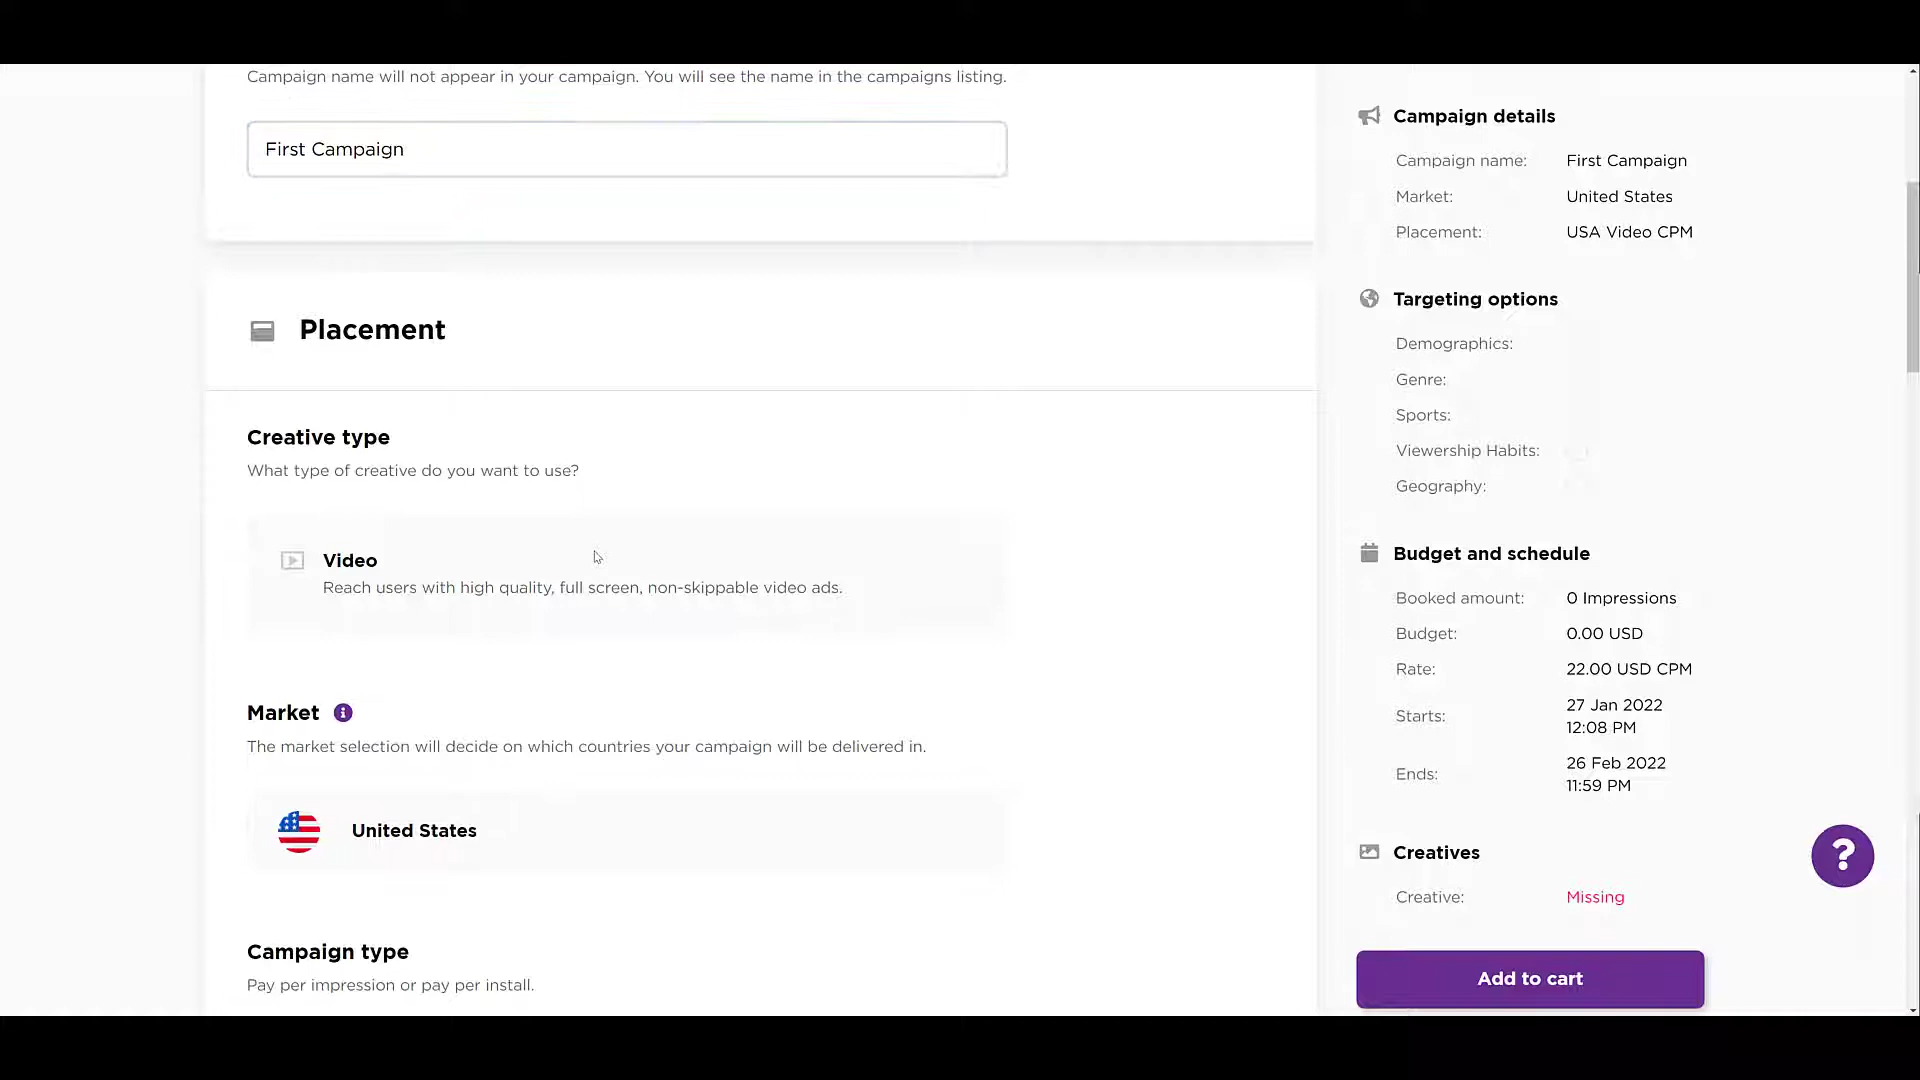 Campaign name will not appear in your campaign. You will see the name in the campaigns listing.
First Campaign
Placement
Creative type
What type of creative do you want to use?
Video
Reach users with high quality, full screen, non-skippable video ads.
Market
The market selection will decide on which countries your campaign will be delivered in.
United States
Campaign type
Pay per impression or pay per install.
Campaign details
Campaign name: First Campaign
Market: United States
Placement: USA Video CPM
Targeting options
Demographics:
Genre:
Sports:
Viewership Habits:
Geography:
Budget and schedule
Booked amount: 0 Impressions
Budget: 0.00 USD
Rate: 22.00 USD CPM
Starts: 27 Jan 2022
12:08 PM
Ends: 26 Feb 2022
11:59 PM
Creatives
Creative: Missing
?
Add to cart